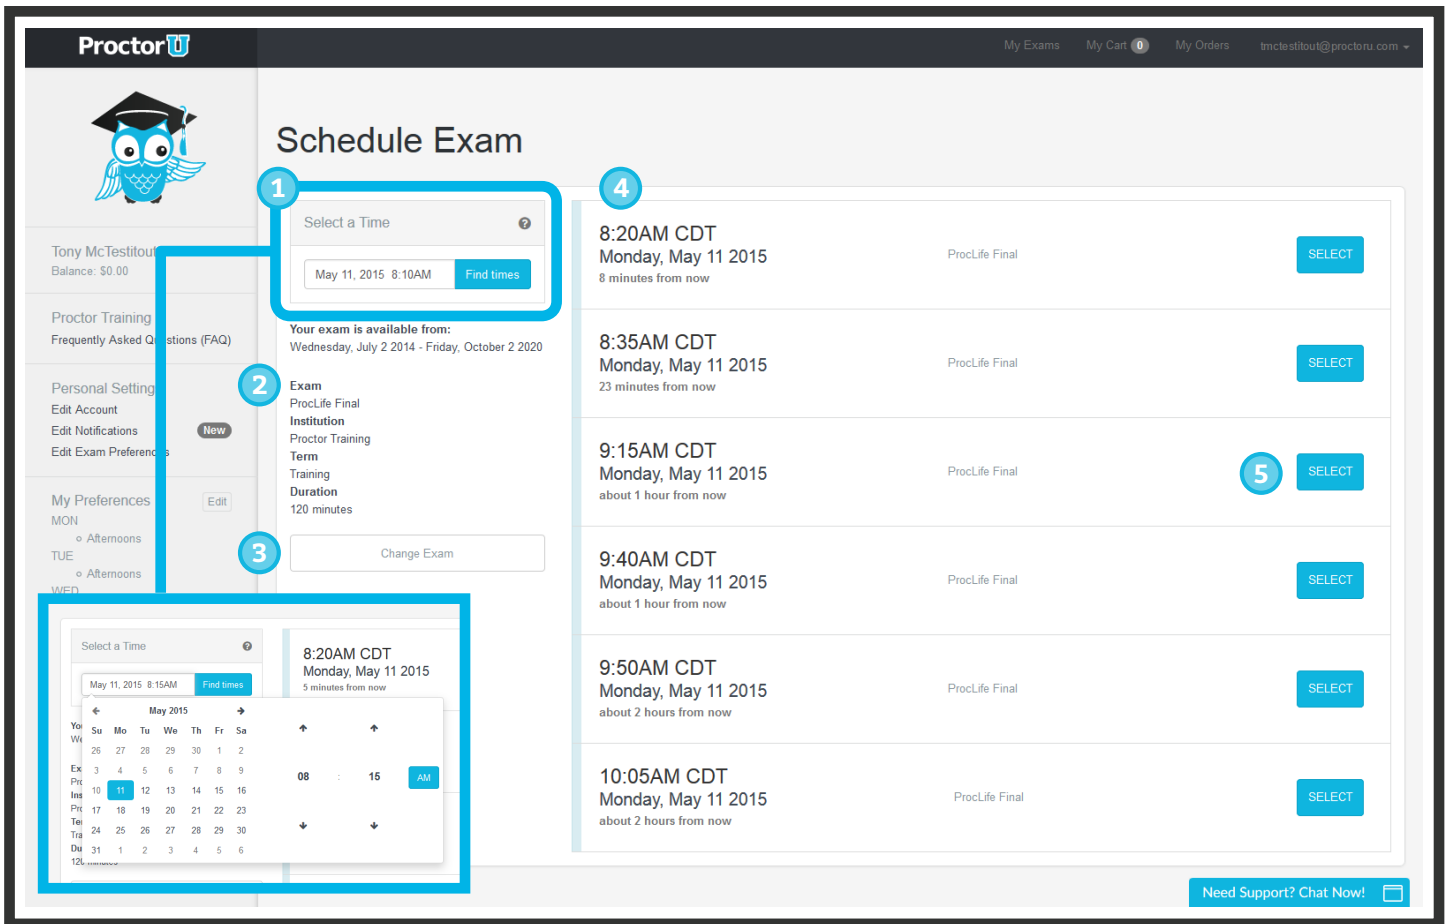 ProctorU
My Exams My Cart 0 My Orders tmctestitout@proctoru.com
Schedule Exam
Tony McTestitout
Balance: $0.00
Proctor Training
Frequently Asked Qu stions (FAQ)
Personal Setting
Edit Account
Edit Notifications New
Edit Exam Preferences
My Preferences Edit
MON
Afternoons
TUE
Afternoons
WED
1
Select a Time ?
May 11, 2015 8:10AM Find times
Your exam is available from:
Wednesday, July 2 2014 - Friday, October 2 2020
2
Exam
ProcLife Final
Institution
Proctor Training
Term
Training
Duration
120 minutes
3
Change Exam
4
8:20AM CDT
Monday, May 11 2015
8 minutes from now
ProcLife Final
SELECT
8:35AM CDT
Monday, May 11 2015
23 minutes from now
ProcLife Final
SELECT
9:15AM CDT
Monday, May 11 2015
about 1 hour from now
ProcLife Final
5
SELECT
9:40AM CDT
Monday, May 11 2015
about 1 hour from now
ProcLife Final
SELECT
9:50AM CDT
Monday, May 11 2015
about 2 hours from now
ProcLife Final
SELECT
10:05AM CDT
Monday, May 11 2015
about 2 hours from now
ProcLife Final
SELECT
Select a Time ?
May 11, 2015 8:15AM Find times
8:20AM CDT
Monday, May 11 2015
5 minutes from now
May 2015
Su Mo Tu We Th Fr Sa
26 27 28 29 30 1 2
3 4 5 6 7 8 9
10 11 12 13 14 15 16
17 18 19 20 21 22 23
24 25 26 27 28 29 30
31 1 2 3 4 5 6
08 : 15 AM
120 minutes
Need Support? Chat Now!